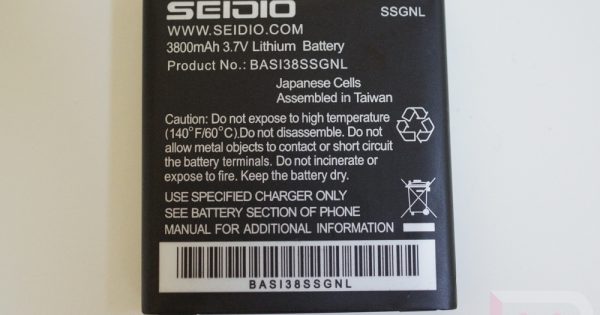 SEIDIO
SSGNL
WWW.SEIDIO.COM
3800mAh 3.7V Lithium Battery
Product No.: BASI38SSGNL
Japanese Cells
Assembled in Taiwan
Caution: Do not expose to high temperature
(140°F/60°C).Do not disassemble. Do not
allow metal objects to contact or short circuit
the battery terminals. Do not incinerate or
expose to fire. Keep the battery dry.
USE SPECIFIED CHARGER ONLY
SEE BATTERY SECTION OF PHONE
MANUAL FOR ADDITIONAL INFORMATION
BASI38SSGNL